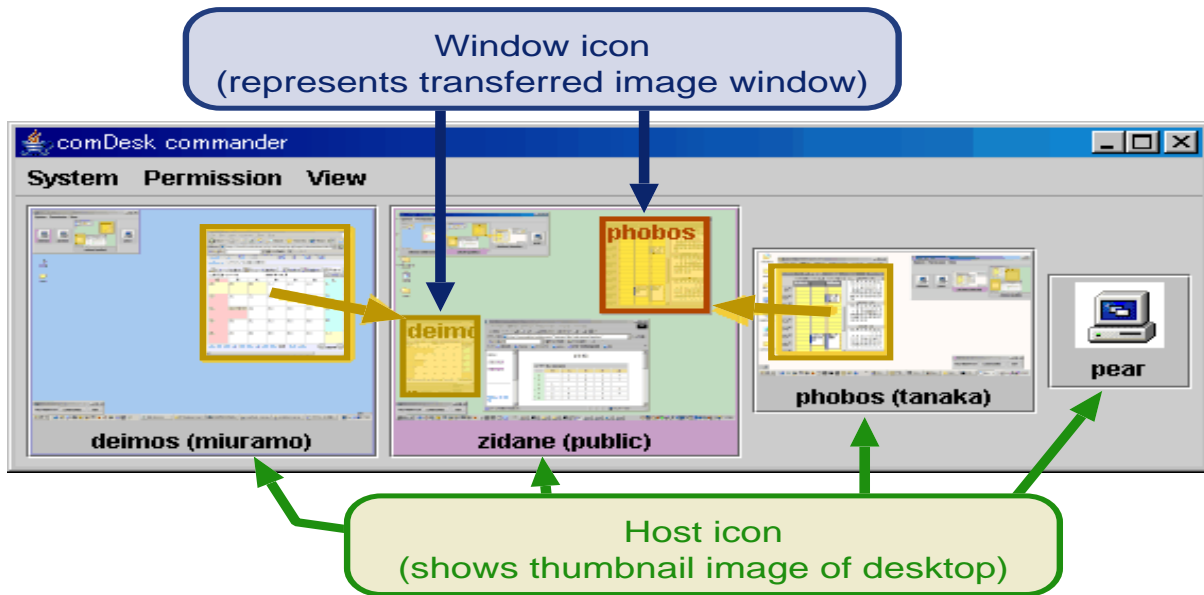 Window icon
(represents transferred image window)
comDesk commander
System Permission View
phobos
deimo
deimos (miuramo)
zidane (public)
phobos (tanaka)
pear
Host icon
(shows thumbnail image of desktop)